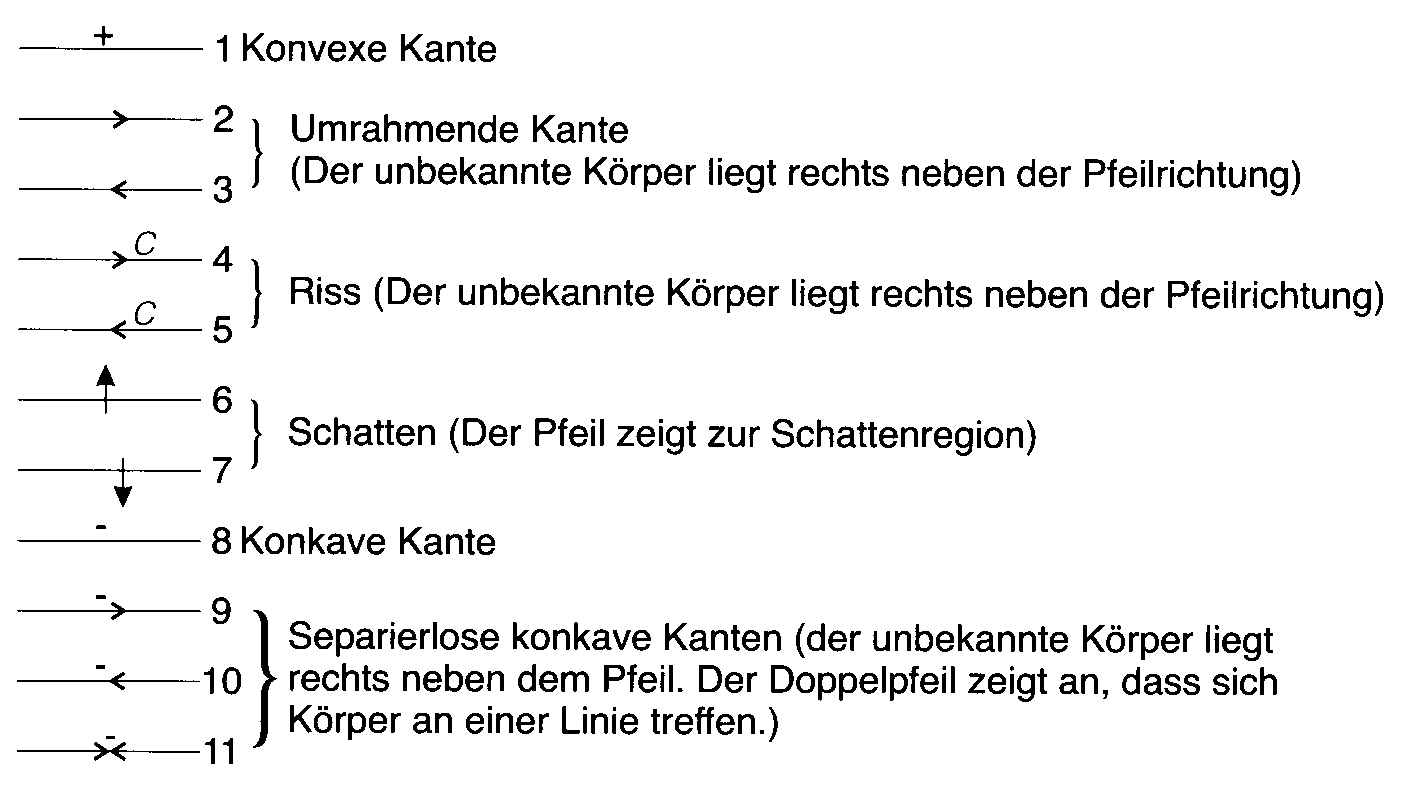 +
1 Konvexe Kante
2
Umrahmende Kante
(Der unbekannte Körper liegt rechts neben der Pfeilrichtung)
3
C
4
Riss (Der unbekannte Körper liegt rechts neben der Pfeilrichtung)
C
5
6
Schatten (Der Pfeil zeigt zur Schattenregion)
7
-
8 Konkave Kante
-
9
Separierlose konkave Kanten (der unbekannte Körper liegt
-
10
rechts neben dem Pfeil. Der Doppelpfeil zeigt an, dass sich
Körper an einer Linie treffen.)
-
11